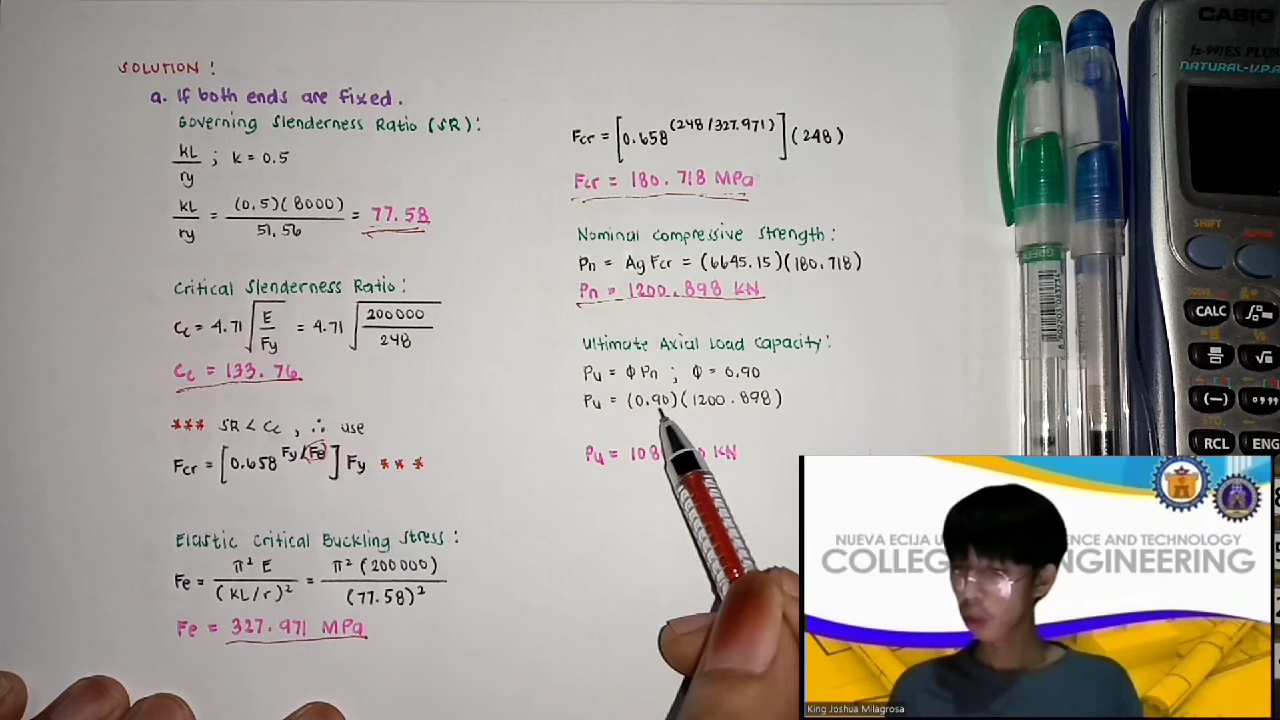 SOLUTION:
a. If both ends are fixed.
Governing Slenderness Ratio (SR):
kL/ry ; k = 0.5
kL/ry = (0.5)(8000)/51.56 = 77.58
Critical Slenderness Ratio:
Cc = 4.71 √(E/Fy) = 4.71 √(200000/248)
Cc = 133.76
*** SR < Cc , ∴ use
Fcr = [0.658^(Fy/Fe)] Fy ***
Elastic Critical Buckling Stress:
Fe = π² E/(KL/r)² = π² (200000)/(77.58)²
Fe = 327.971 MPa
Fcr = [0.658^(248/327.971)] (248)
Fcr = 180.718 MPa
Nominal compressive strength:
Pn = Ag Fcr = (6645.15)(180.718)
Pn = 1200.898 KN
Ultimate Axial Load Capacity:
Pu = ϕ Pn ; ϕ = 0.90
Pu = (0.90)(1200.898)
Pu = 108 KN
CASIO
fx-991ES PLUS
NATURAL-V.P.A
SHIFT
CALC
(-)
RCL
ENG
NUEVA ECIJA U ENCE AND TECHNOLOGY
COLLEG ENGINEERING
King Joshua Milagrosa